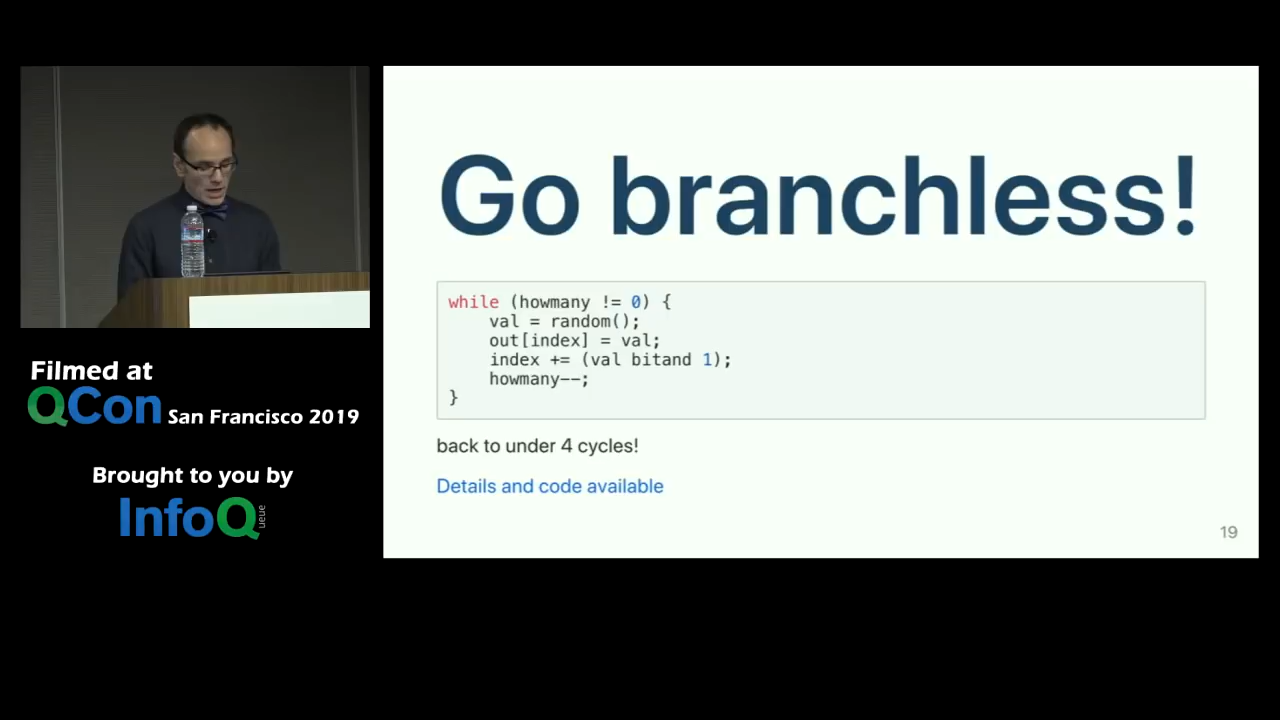 Go branchless!
while (howmany != 0) {
    val = random();
    out[index] = val;
    index += (val bitand 1);
    howmany--;
}
back to under 4 cycles!
Details and code available
19
Filmed at
QCon San Francisco 2019
Brought to you by
InfoQ
queue